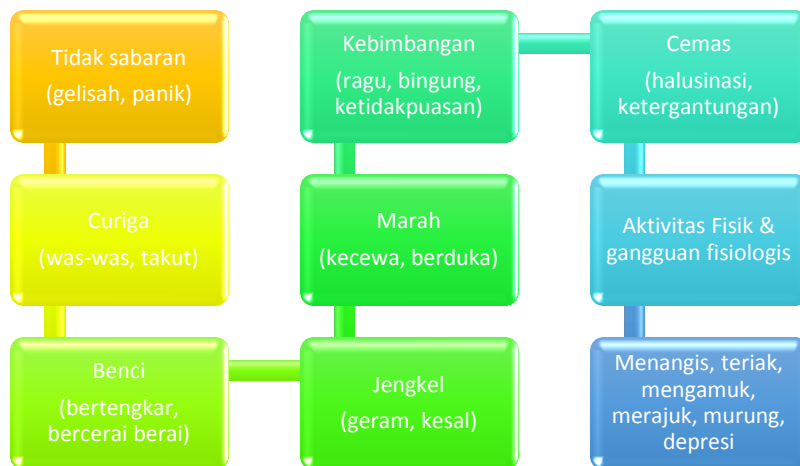 Tidak sabaran
(gelisah, panik)
Curiga
(was-was, takut)
Benci
(bertengkar,
bercerai berai)
Jengkel
(geram, kesal)
Marah
(kecewa, berduka)
Kebimbangan
(ragu, bingung,
ketidakpuasan)
Cemas
(halusinasi,
ketergantungan)
Aktivitas Fisik &
gangguan fisiologis
Menangis, teriak,
mengamuk,
merajuk, murung,
depresi